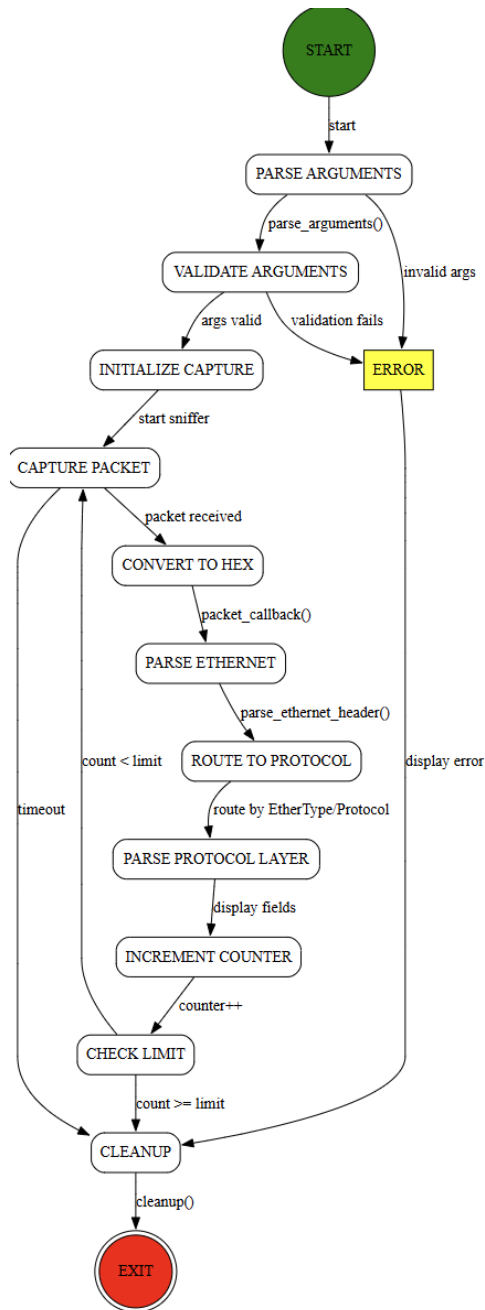 START
start
PARSE ARGUMENTS
parse_arguments()
VALIDATE ARGUMENTS
invalid args
args valid
validation fails
INITIALIZE CAPTURE
ERROR
start sniffer
CAPTURE PACKET
packet received
CONVERT TO HEX
packet_callback()
PARSE ETHERNET
parse_ethernet_header()
count < limit
ROUTE TO PROTOCOL
display error
timeout
route by EtherType/Protocol
PARSE PROTOCOL LAYER
display fields
INCREMENT COUNTER
counter++
CHECK LIMIT
count >= limit
CLEANUP
cleanup()
EXIT